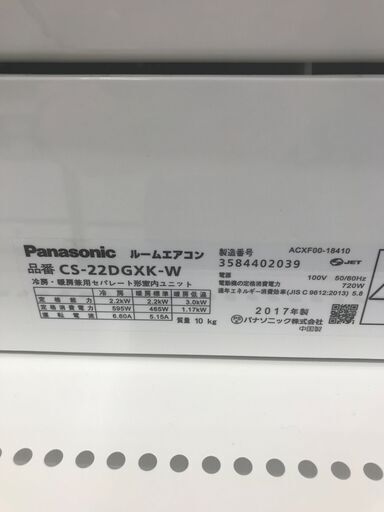 Panasonic ルームエアコン
品番 CS-22DGXK-W
冷房・暖房兼用セパレート形室内ユニット
冷房 暖房標準 暖房低温
定格能力 2.2kW 2.2kW 3.0kW
定格消費電力 595W 465W 1.17kW
運転電流 6.80A 5.15A
質量 10 kg
ACXF00-18410
製造番号
3584402039
JET
電源 100V 50/60Hz
電動機の定格消費電力 720W
通年エネルギー消費効率(JIS C 9612:2013) 5.8
2017年製
パナソニック株式会社
中国製